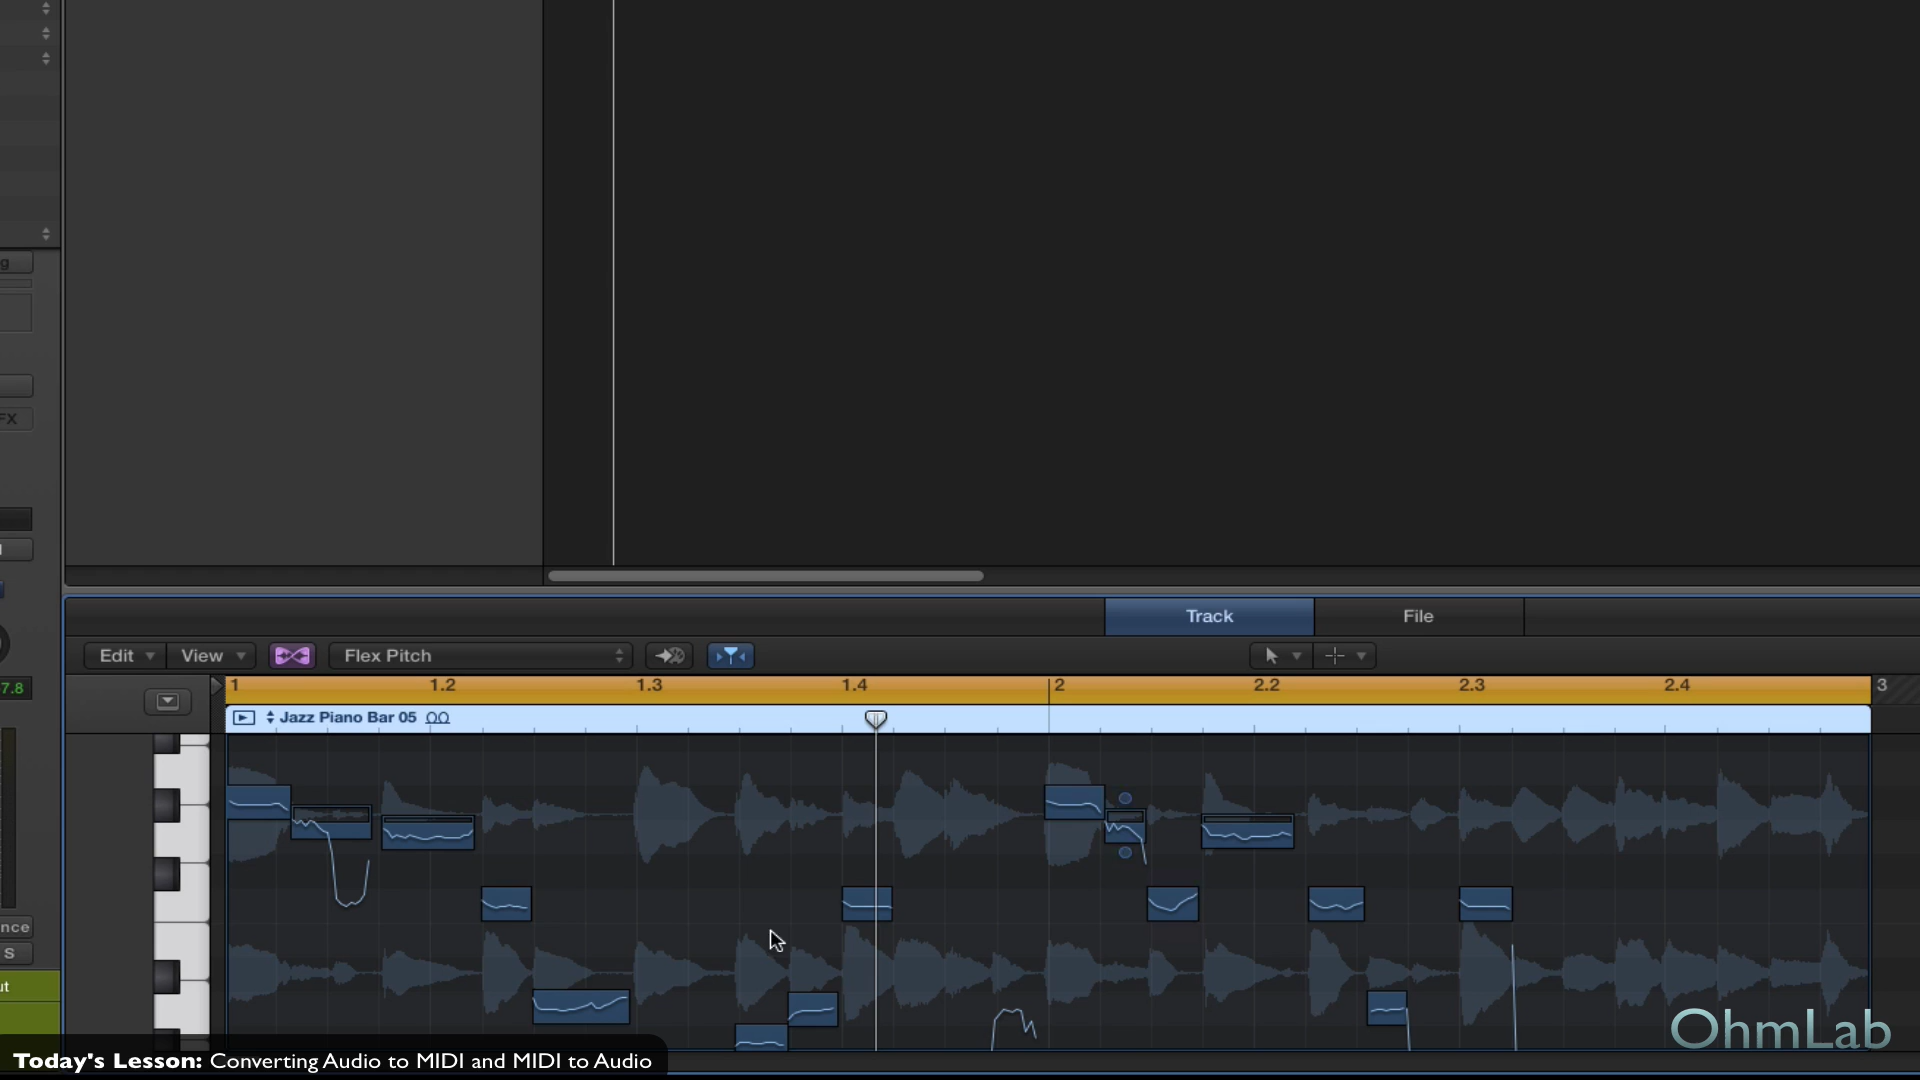 g
FX
Track
File
Edit
View
Flex Pitch
7.8
1
1.2
1.3
1.4
2
2.2
2.3
2.4
3
Jazz Piano Bar 05
nce
S
ut
OhmLab
Today's Lesson: Converting Audio to MIDI and MIDI to Audio